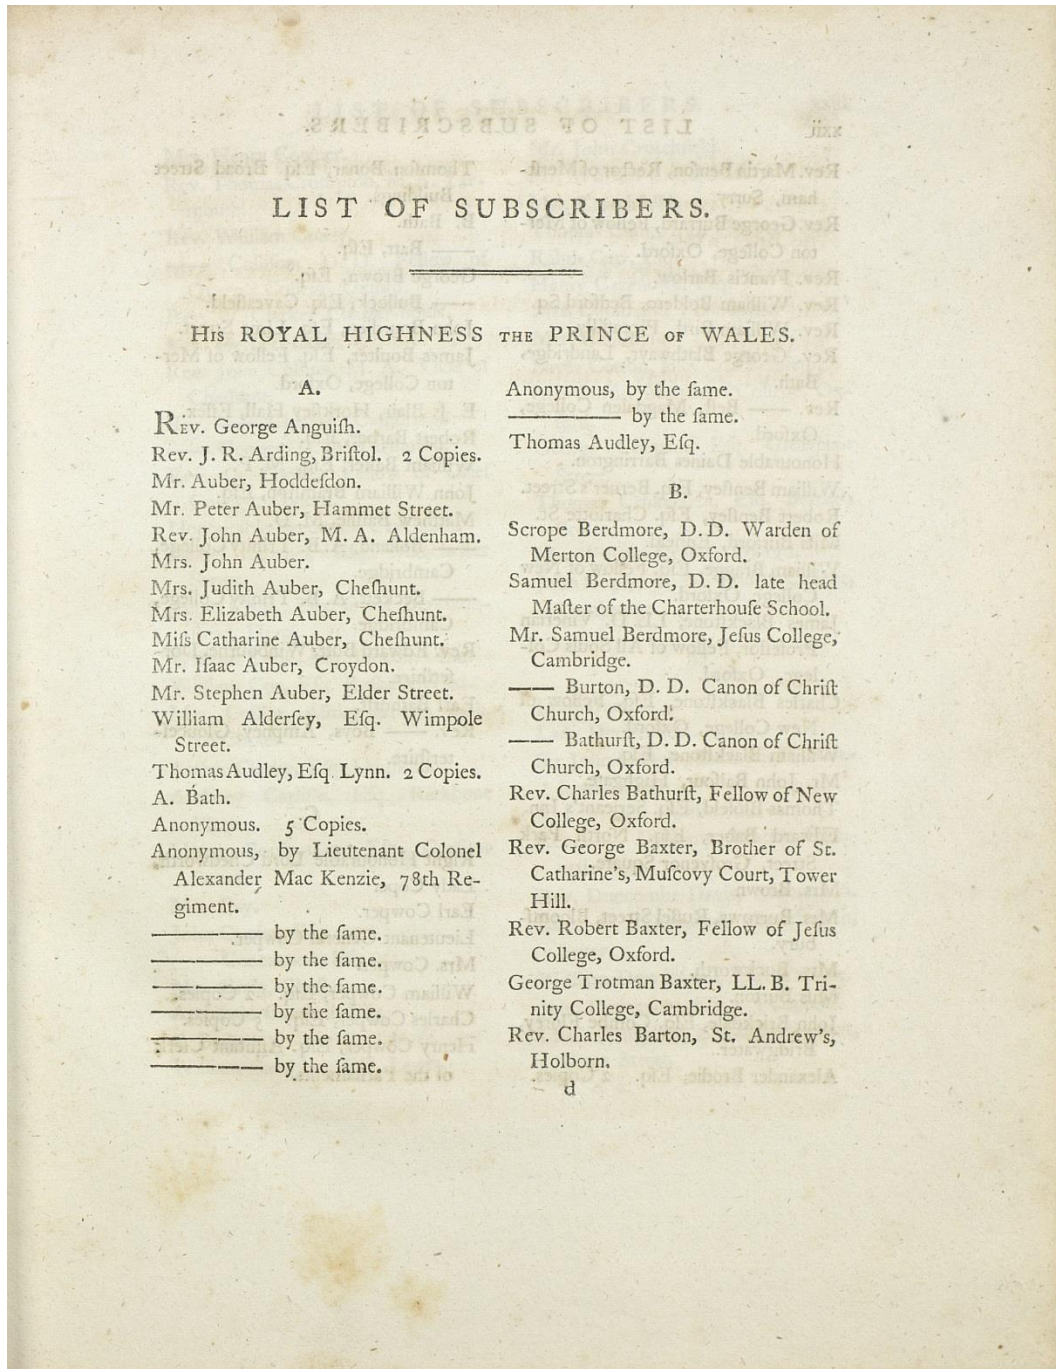 LIST OF SUBSCRIBERS.
His ROYAL HIGHNESS THE PRINCE OF WALES.
A.
REV. George Anguiſh.
Rev. J. R. Arding, Briſtol. 2 Copies.
Mr. Auber, Hoddeſdon.
Mr. Peter Auber, Hammet Street.
Rev. John Auber, M. A. Aldenham.
Mrs. John Auber.
Mrs. Judith Auber, Cheſhunt.
Mrs. Elizabeth Auber, Cheſhunt.
Miſs Catharine Auber, Cheſhunt.
Mr. Iſaac Auber, Croydon.
Mr. Stephen Auber, Elder Street.
William Alderſey, Eſq. Wimpole
Street.
Thomas Audley, Eſq. Lynn. 2 Copies.
A. Bath.
Anonymous. 5 Copies.
Anonymous, by Lieutenant Colonel
Alexander Mac Kenzie, 78th Re-
giment.
——— by the ſame.
——— by the ſame.
——— by the ſame.
——— by the ſame.
——— by the ſame.
——— by the ſame.
Anonymous, by the ſame.
——— by the ſame.
Thomas Audley, Eſq.
B.
Scrope Berdmore, D. D. Warden of
Merton College, Oxford.
Samuel Berdmore, D. D. late head
Maſter of the Charterhouſe School.
Mr. Samuel Berdmore, Jeſus College,
Cambridge.
—— Burton, D. D. Canon of Chriſt
Church, Oxford.
—— Bathurſt, D. D. Canon of Chriſt
Church, Oxford.
Rev. Charles Bathurſt, Fellow of New
College, Oxford.
Rev. George Baxter, Brother of St.
Catharine's, Muſcovy Court, Tower
Hill.
Rev. Robert Baxter, Fellow of Jeſus
College, Oxford.
George Trotman Baxter, LL. B. Tri-
nity College, Cambridge.
Rev. Charles Barton, St. Andrew's,
Holborn.
d